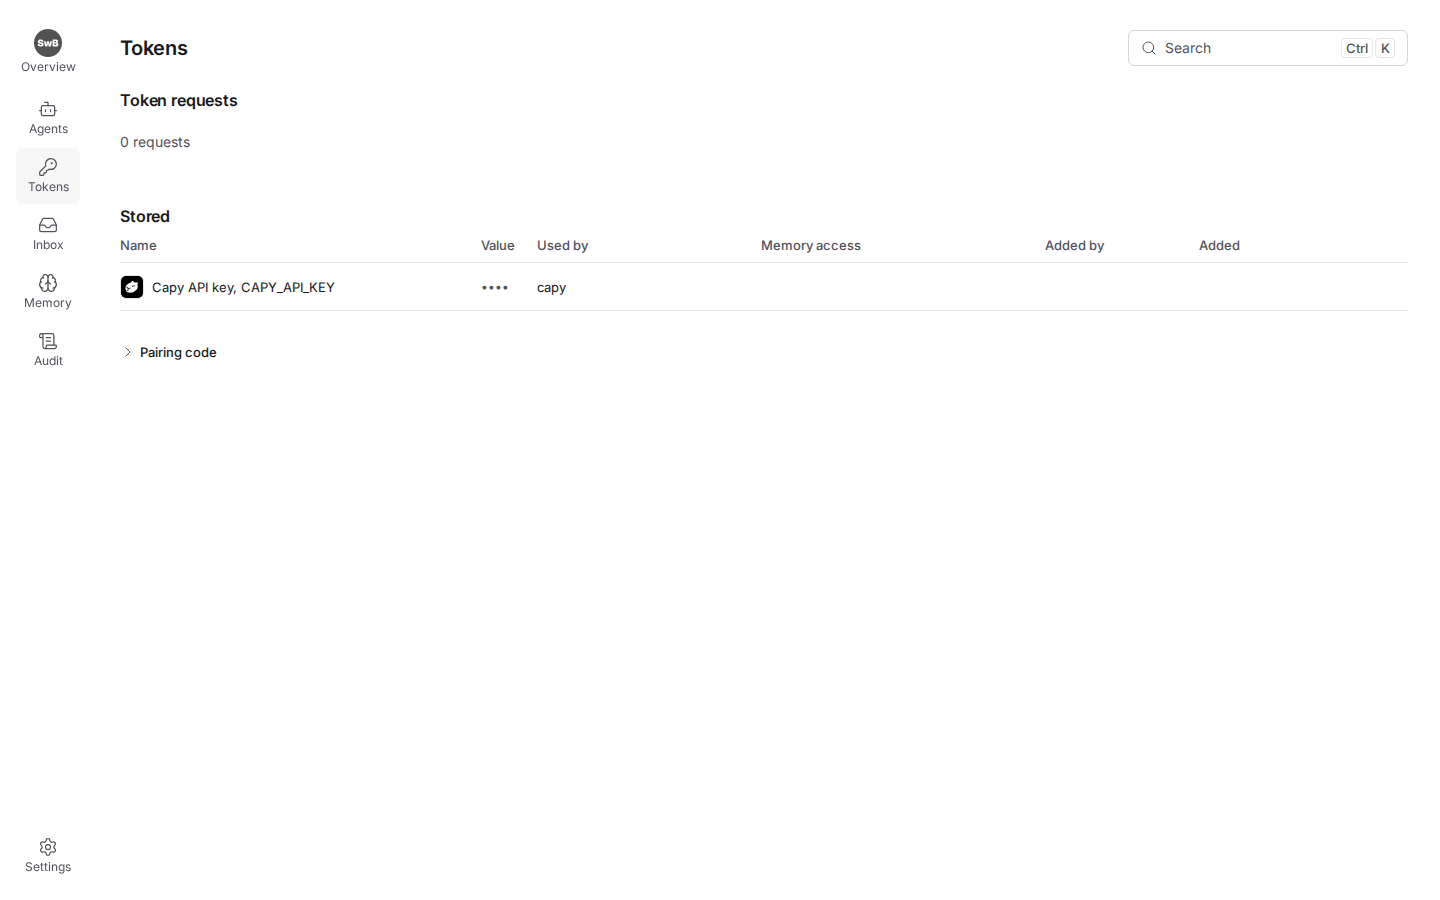 SwB
Overview
Agents
Tokens
Inbox
Memory
Audit
Settings
Tokens
Search Ctrl K
Token requests
0 requests
Stored
Name Value Used by Memory access Added by Added
Capy API key, CAPY_API_KEY •••• capy
Pairing code